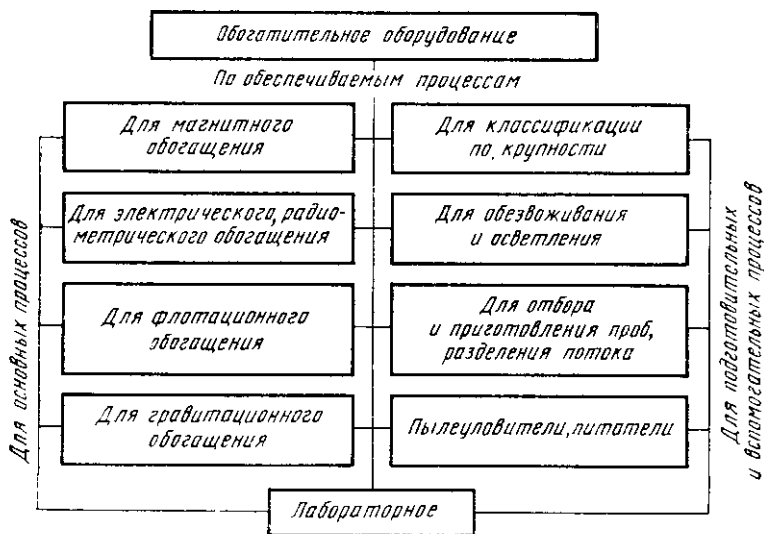 Обогатительное оборудование
По обеспечиваемым процессам
Для магнитного
обогащения
Для классификации
по, крупности
Для электрического, радио-
метрического обогащения
Для обезвоживания
и осветления
Для флотационного
обогащения
Для отбора
и приготовления проб,
разделения потока
Для гравитационного
обогащения
Пылеуловители, питатели
Лабораторное
Для основных процессов
Для подготовительных
и вспомогательных процессов